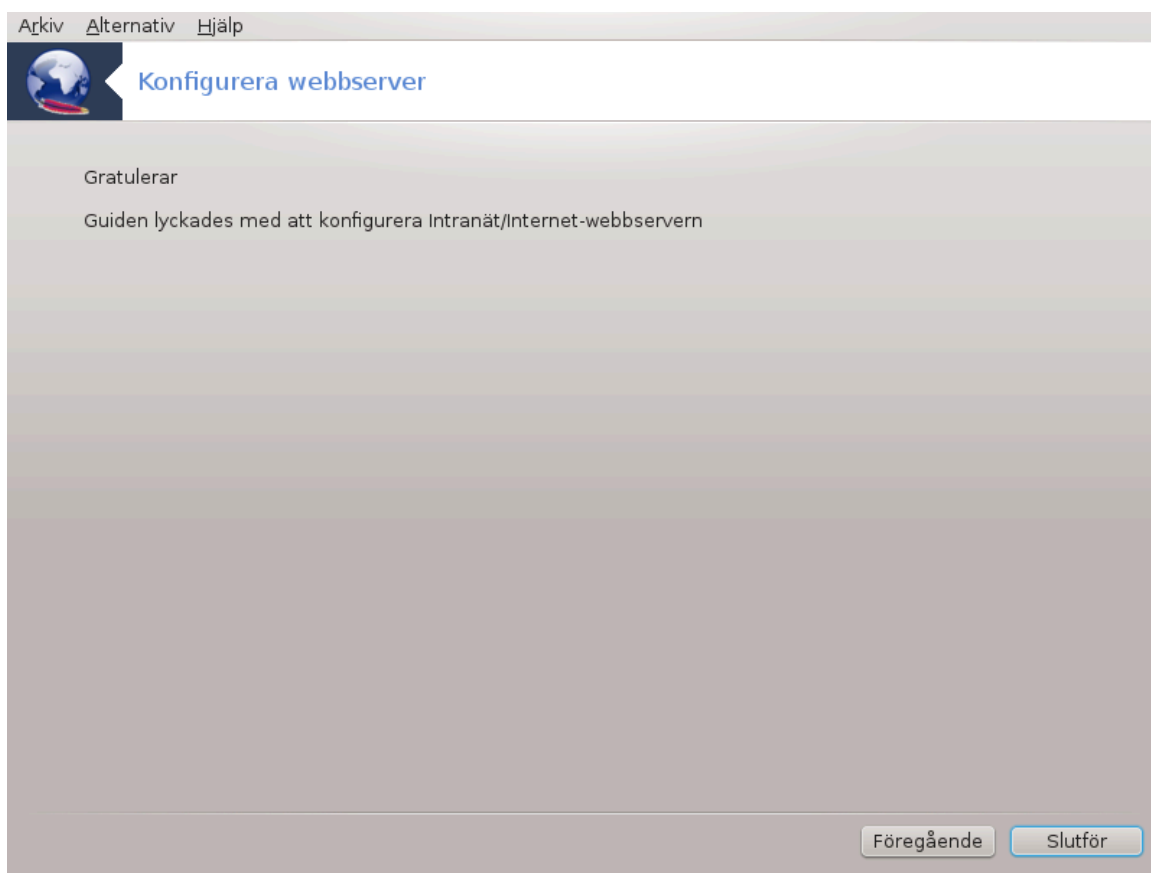 Arkiv Alternativ Hjälp
Konfigurera webbserver
Gratulerar
Guiden lyckades med att konfigurera Intranät/Internet-webbservern
Föregående Slutför